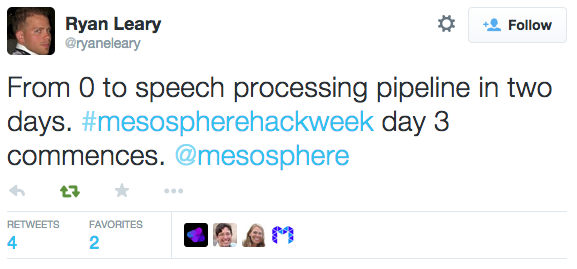 Ryan Leary
@ryaneleary
Follow
From 0 to speech processing pipeline in two
days. #mesospherehackweek day 3
commences. @mesosphere
RETWEETS FAVORITES
4 2